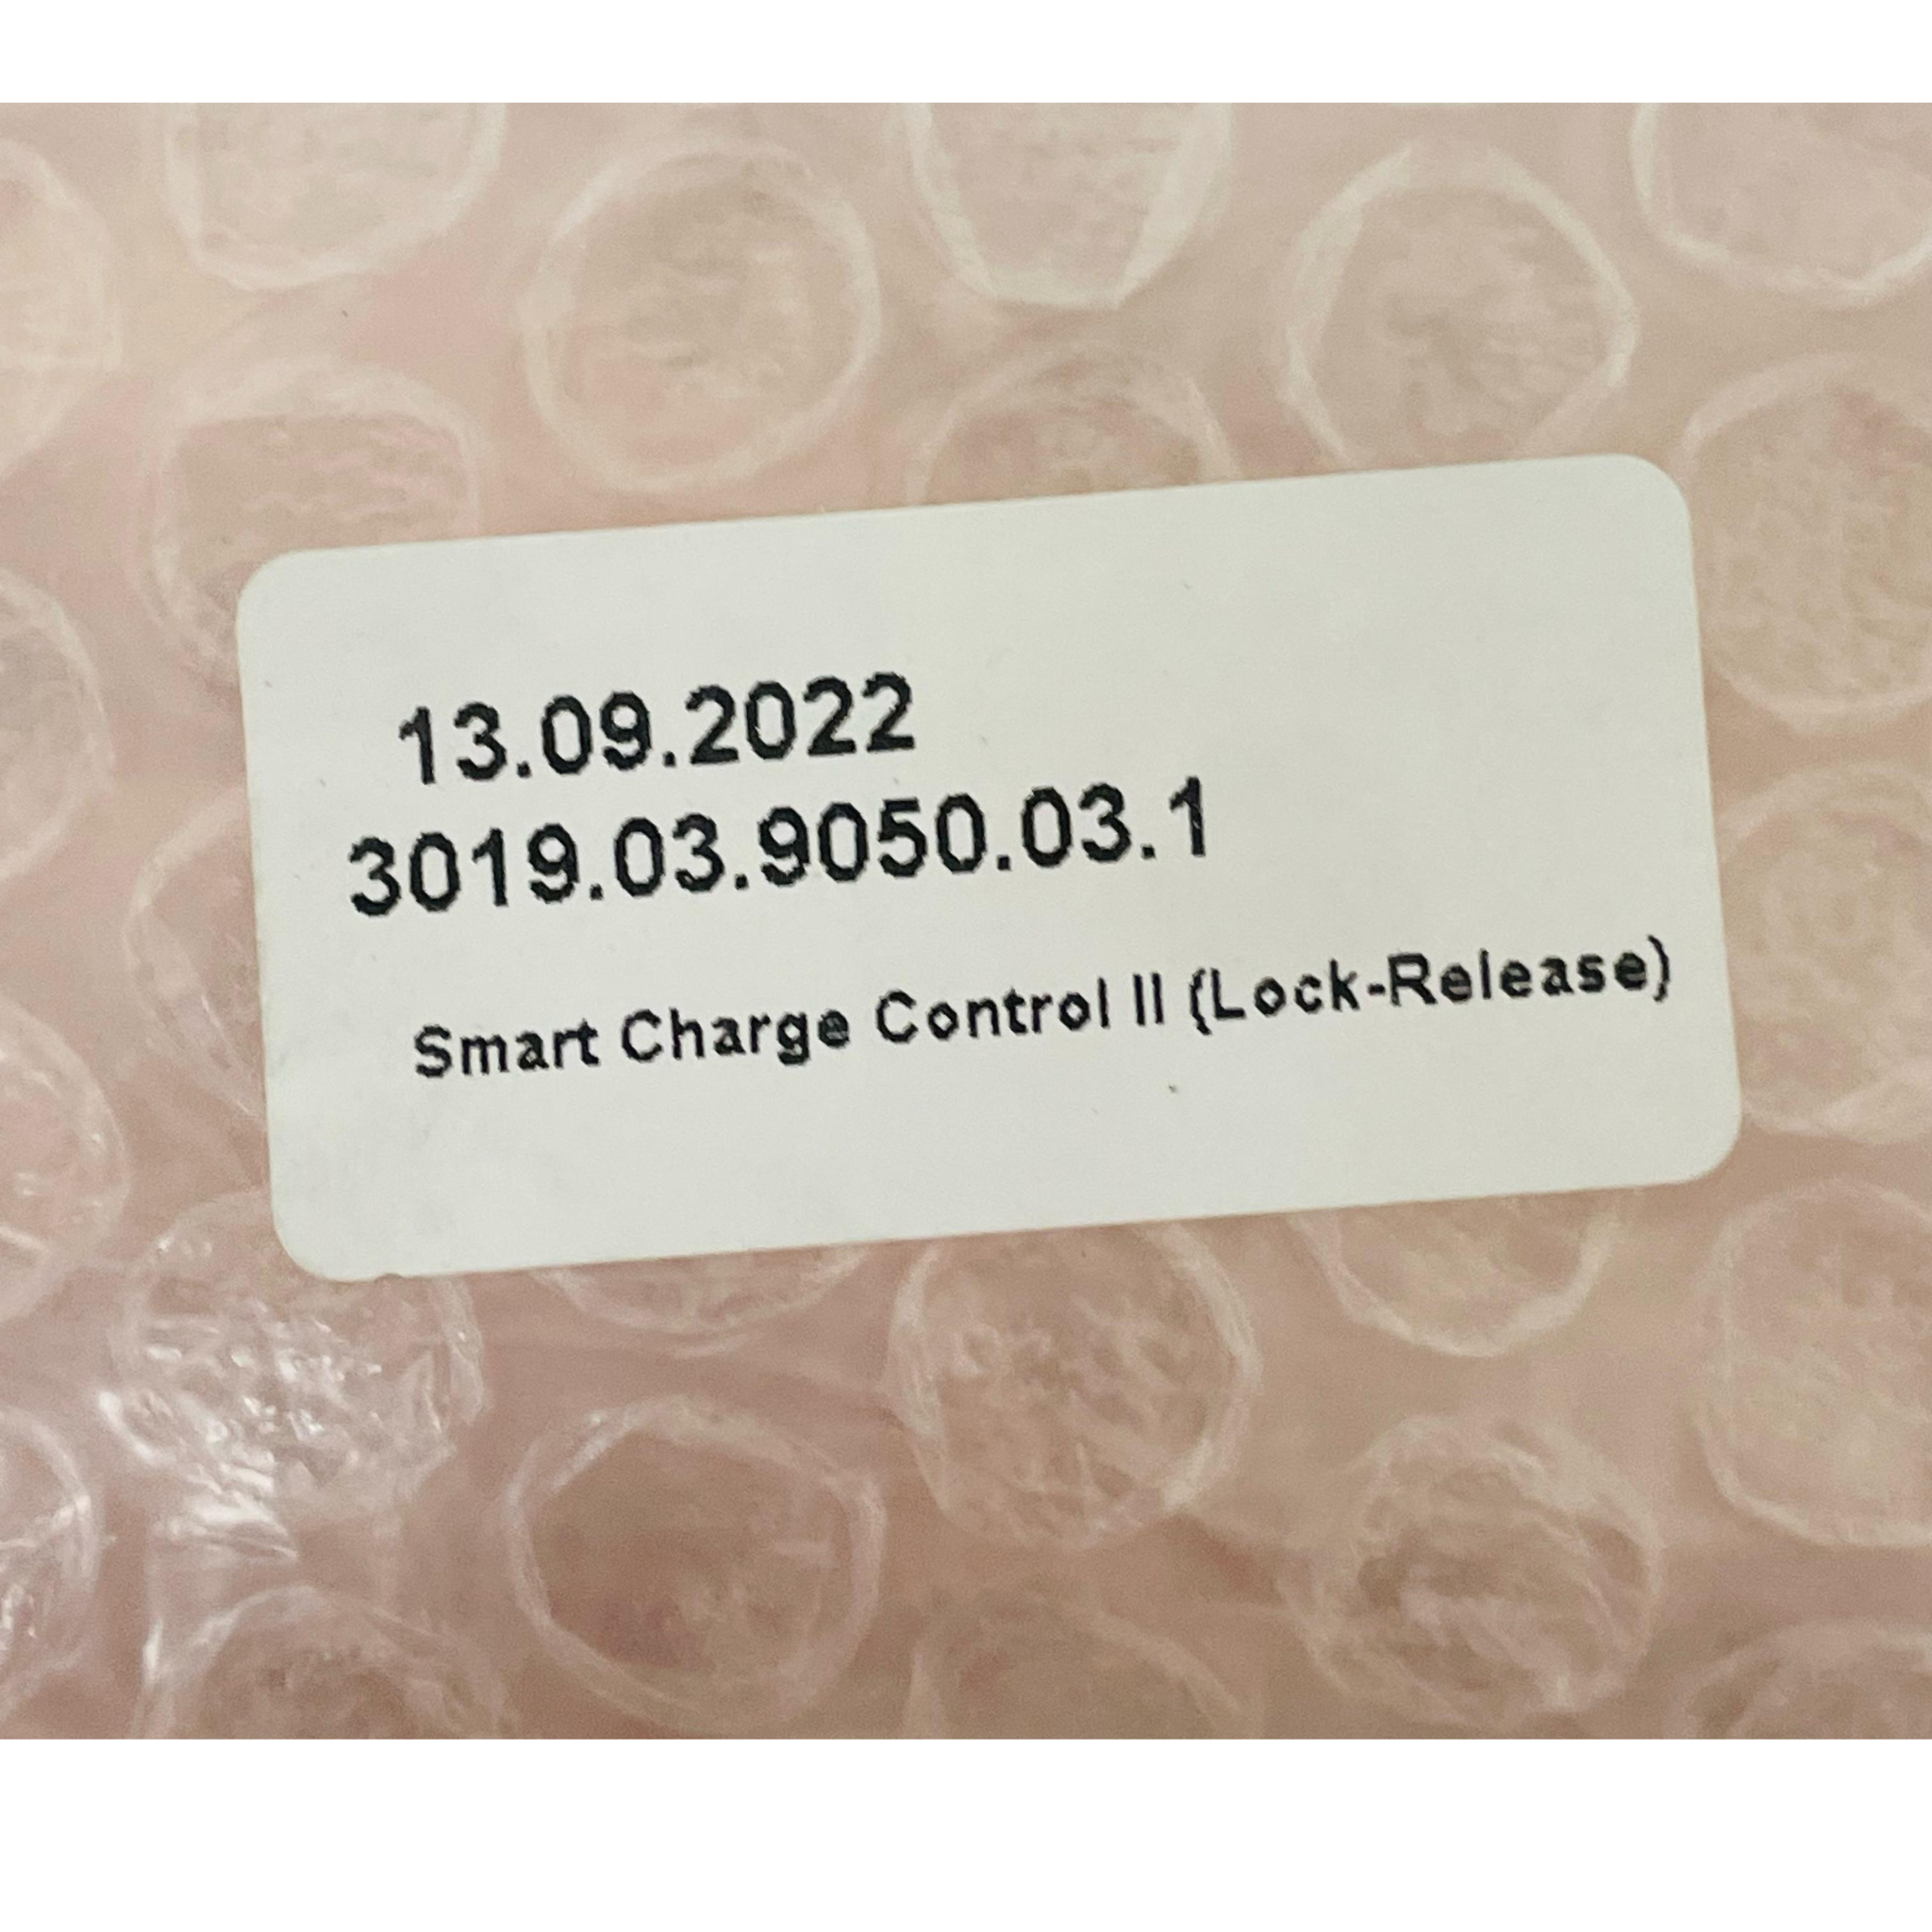 13.09.2022
3019.03.9050.03.1
Smart Charge Control II (Lock-Release)